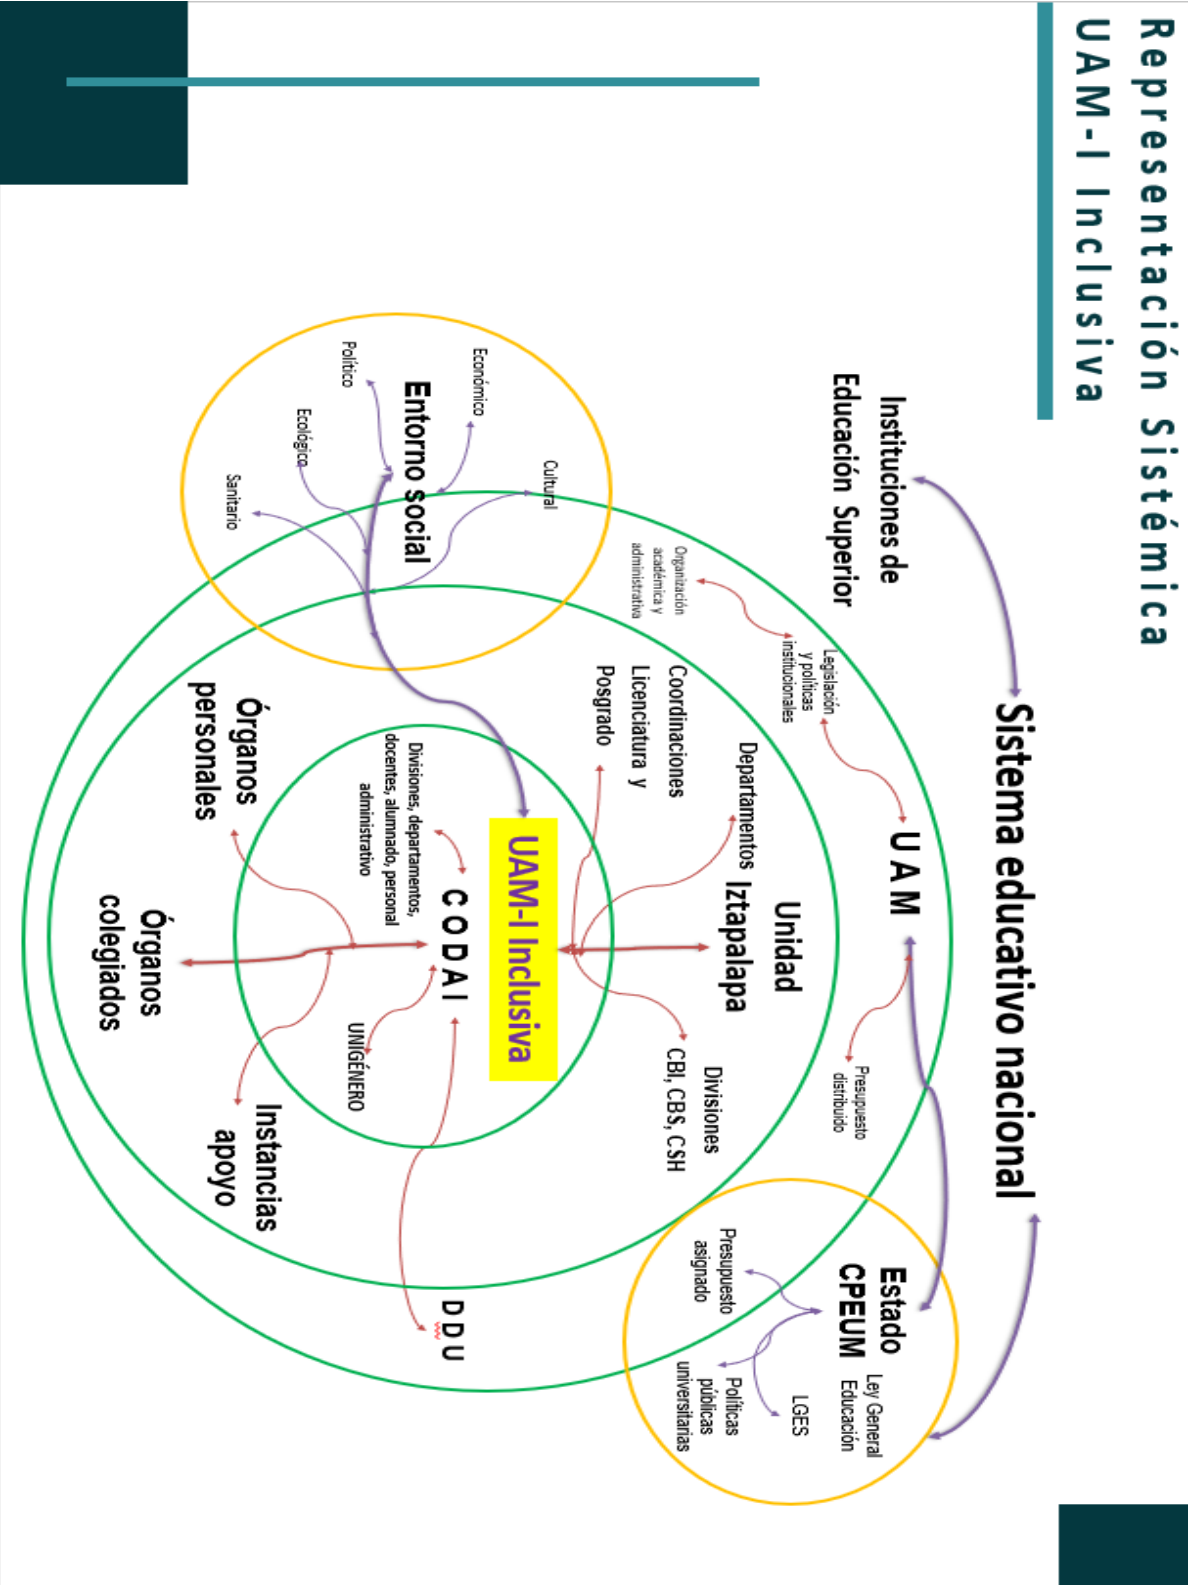 Representación Sistémica
UAM-I Inclusiva
Sistema educativo nacional
Instituciones de
Educación Superior
UAM
Legislación
y políticas
institucionales
Organización
académica y
administrativa
Presupuesto
distribuido
Estado
CPEUM
Ley General
Educación
LGES
Presupuesto
asignado
Políticas
públicas
universitarias
Unidad
Iztapalapa
Departamentos
Coordinaciones
Licenciatura y
Posgrado
Divisiones
CBI, CBS, CSH
Cultural
Económico
Entorno social
Político
Ecológico
Sanitario
UAM-I Inclusiva
CODAI
DDU
Divisiones, departamentos,
docentes, alumnado, personal
administrativo
UNIGÉNERO
Órganos
personales
Instancias
apoyo
Órganos
colegiados